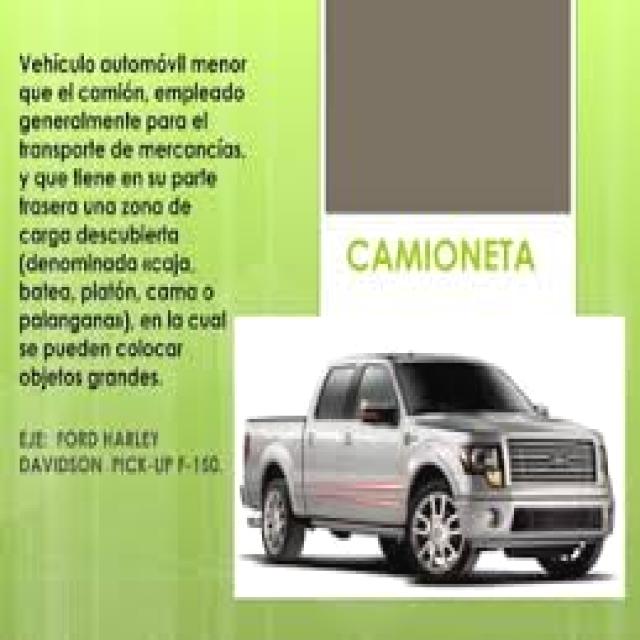 Vehículo automóvil menor
que el camión, empleado
generalmente para el
transporte de mercancías,
y que tiene en su parte
trasera una zona de
carga descubierta
(denominada «caja,
batea, platón, cama o
palangana»), en la cual
se pueden colocar
objetos grandes.
EJE: FORD HARLEY
DAVIDSON PICK-UP F-150.
CAMIONETA